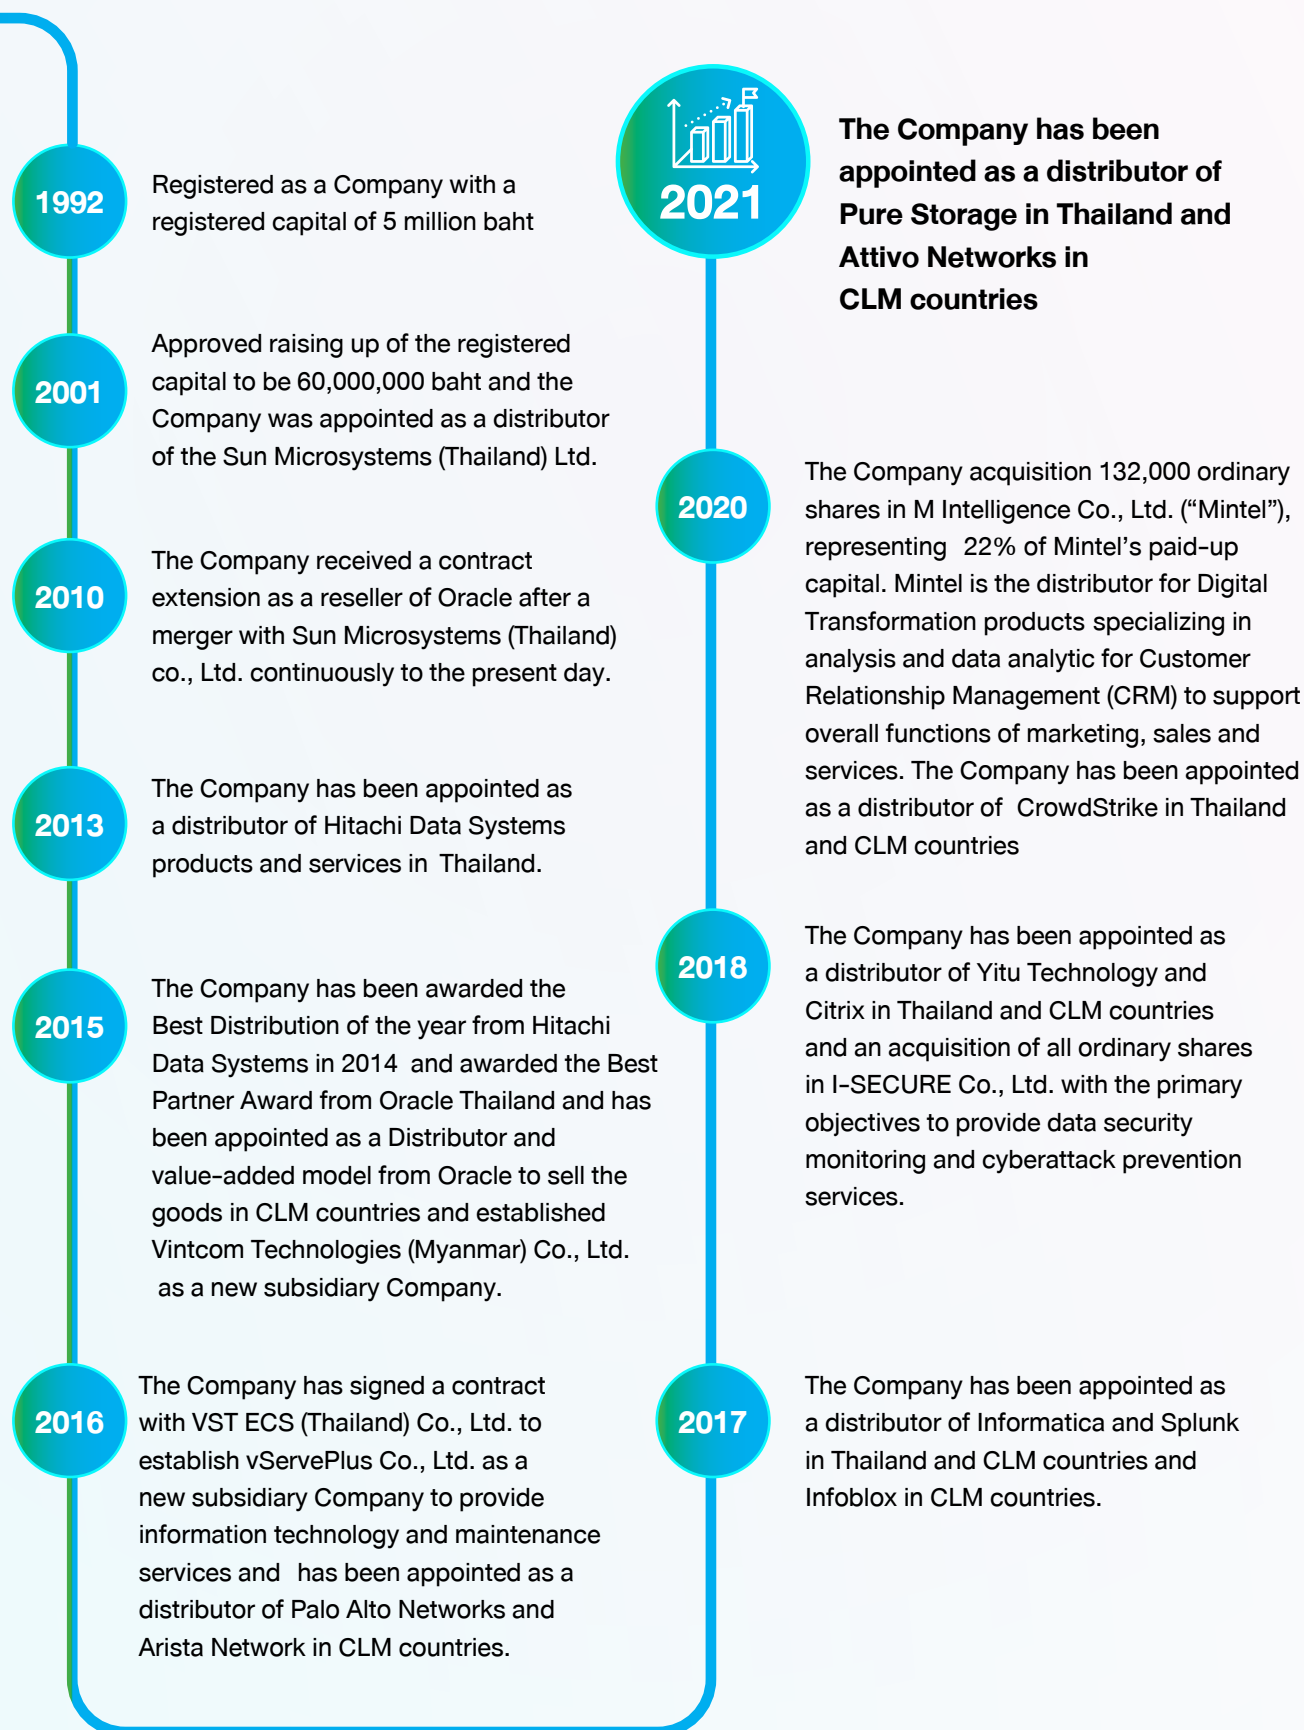 1992
Registered as a Company with a
registered capital of 5 million baht
2001
Approved raising up of the registered
capital to be 60,000,000 baht and the
Company was appointed as a distributor
of the Sun Microsystems (Thailand) Ltd.
2010
The Company received a contract
extension as a reseller of Oracle after a
merger with Sun Microsystems (Thailand)
co., Ltd. continuously to the present day.
2013
The Company has been appointed as
a distributor of Hitachi Data Systems
products and services in Thailand.
2015
The Company has been awarded the
Best Distribution of the year from Hitachi
Data Systems in 2014 and awarded the Best
Partner Award from Oracle Thailand and has
been appointed as a Distributor and
value-added model from Oracle to sell the
goods in CLM countries and established
Vintcom Technologies (Myanmar) Co., Ltd.
as a new subsidiary Company.
2016
The Company has signed a contract
with VST ECS (Thailand) Co., Ltd. to
establish vServePlus Co., Ltd. as a
new subsidiary Company to provide
information technology and maintenance
services and has been appointed as a
distributor of Palo Alto Networks and
Arista Network in CLM countries.
2021
The Company has been
appointed as a distributor of
Pure Storage in Thailand and
Attivo Networks in
CLM countries
2020
The Company acquisition 132,000 ordinary
shares in M Intelligence Co., Ltd. (“Mintel”),
representing 22% of Mintel’s paid-up
capital. Mintel is the distributor for Digital
Transformation products specializing in
analysis and data analytic for Customer
Relationship Management (CRM) to support
overall functions of marketing, sales and
services. The Company has been appointed
as a distributor of CrowdStrike in Thailand
and CLM countries
2018
The Company has been appointed as
a distributor of Yitu Technology and
Citrix in Thailand and CLM countries
and an acquisition of all ordinary shares
in I-SECURE Co., Ltd. with the primary
objectives to provide data security
monitoring and cyberattack prevention
services.
2017
The Company has been appointed as
a distributor of Informatica and Splunk
in Thailand and CLM countries and
Infoblox in CLM countries.